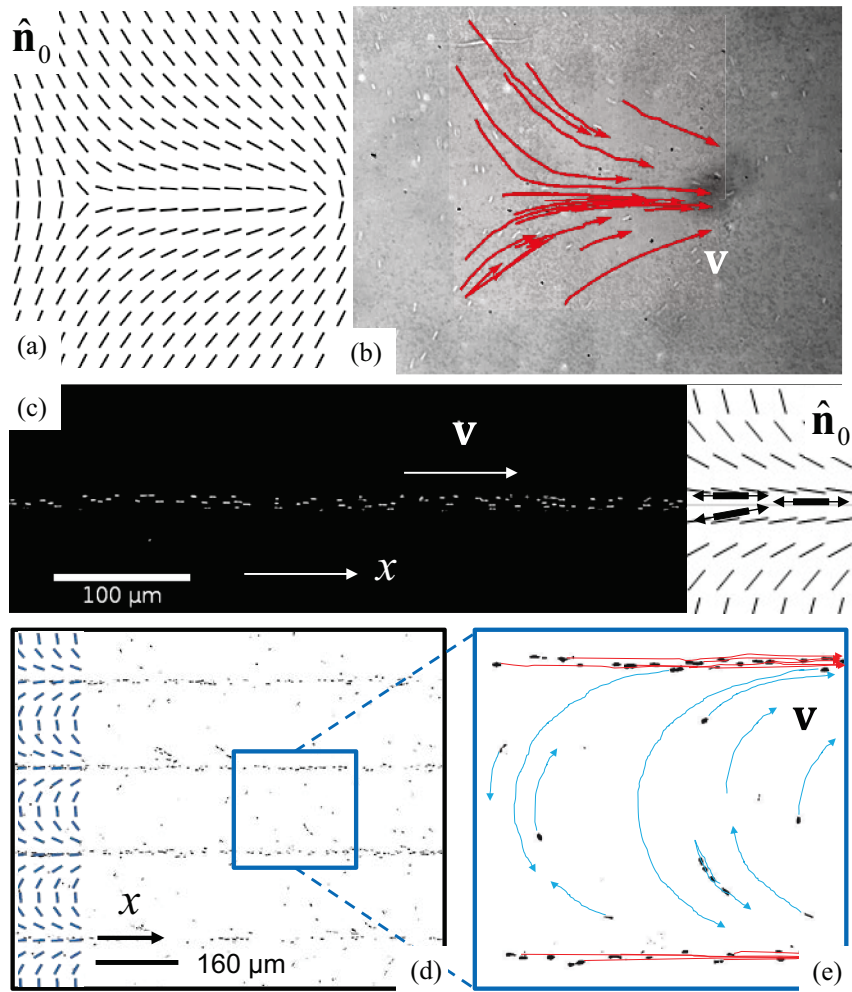 n̂₀
(a)
(b)
v
(c)
v
x
100 µm
n̂₀
x
160 µm
(d)
v
(e)